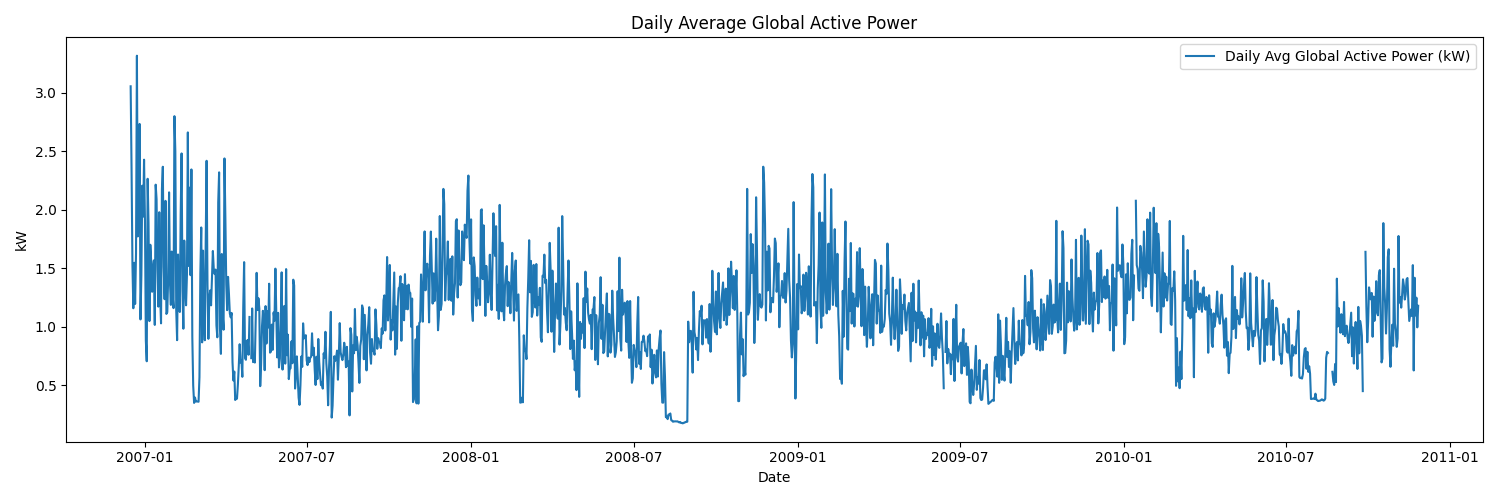 Daily Average Global Active Power
Daily Avg Global Active Power (kW)
kW
3.0
2.5
2.0
1.5
1.0
0.5
2007-01 2007-07 2008-01 2008-07 2009-01 2009-07 2010-01 2010-07 2011-01
Date